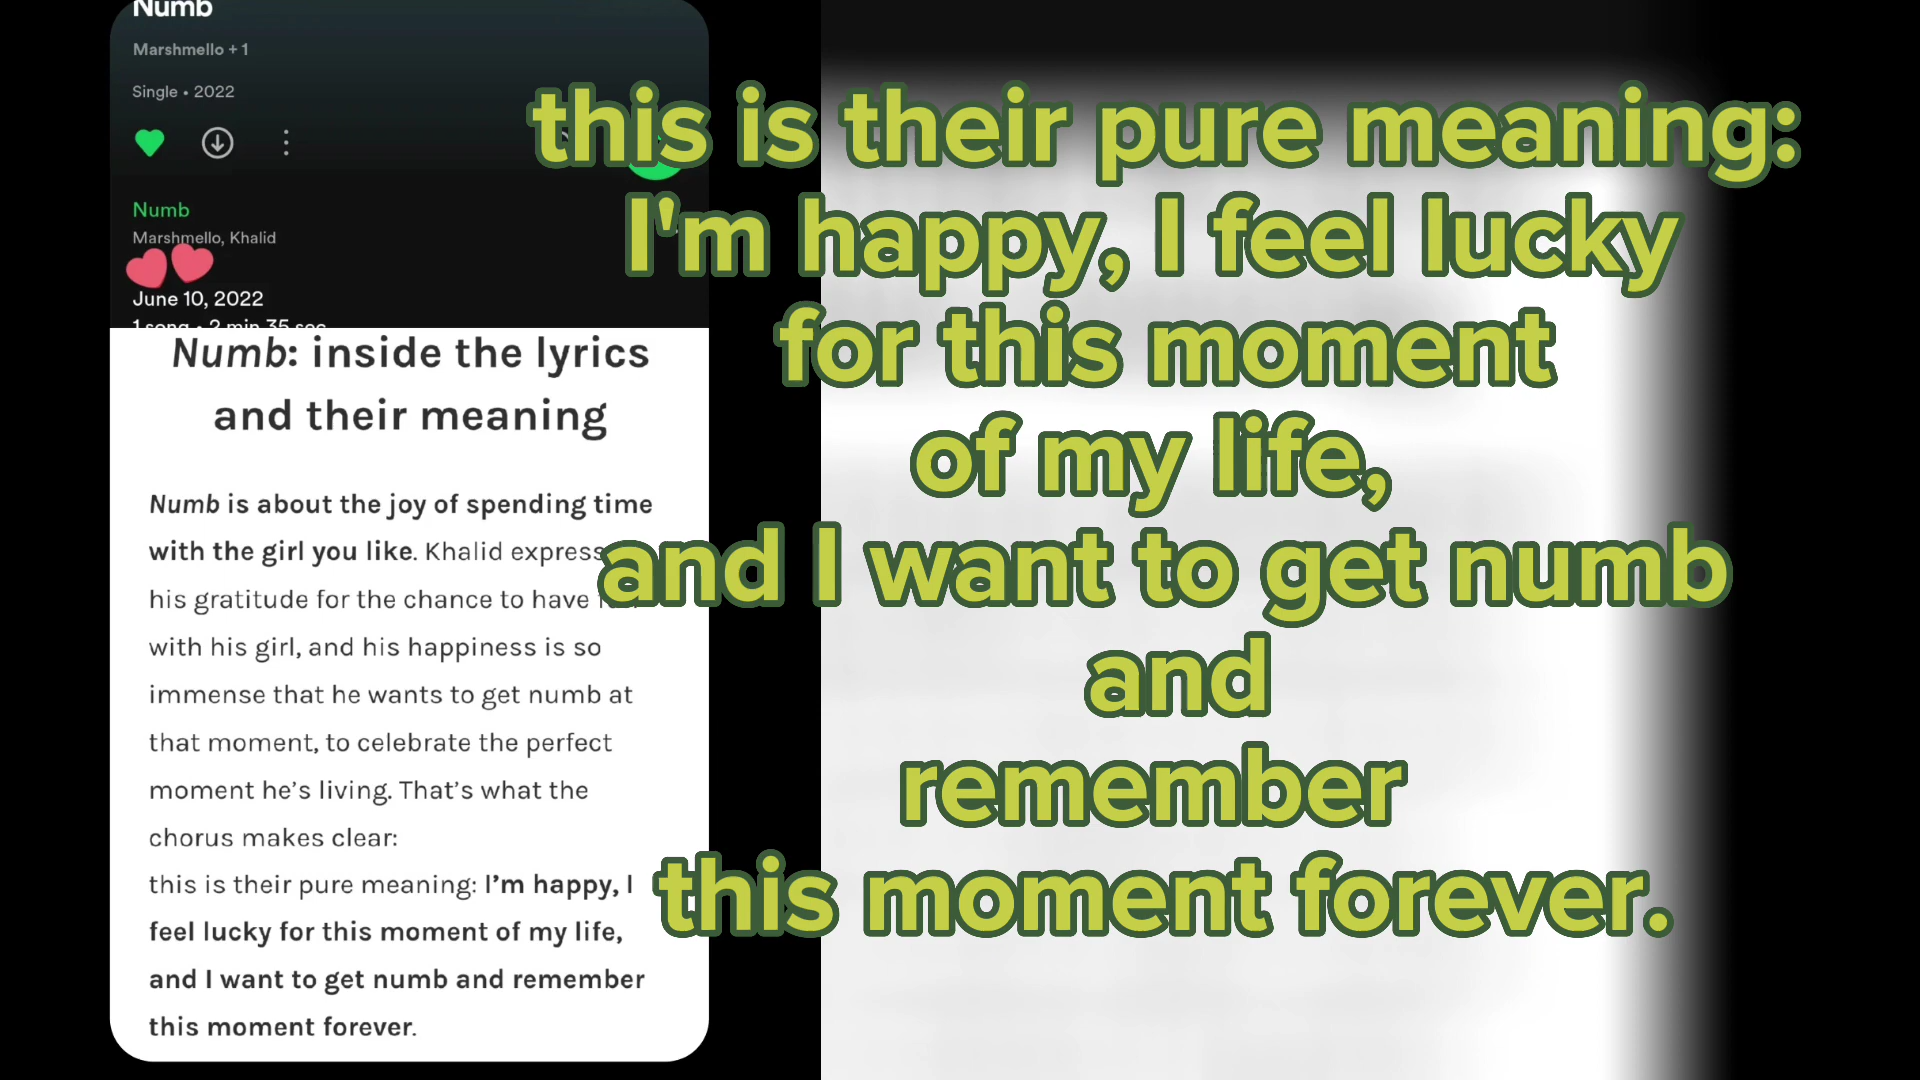 Numb
Marshmello + 1
Single • 2022
Numb
Marshmello, Khalid
June 10, 2022
1 song • 2 min 35 sec
Numb: inside the lyrics
and their meaning
Numb is about the joy of spending time
with the girl you like. Khalid express
his gratitude for the chance to have
with his girl, and his happiness is so
immense that he wants to get numb at
that moment, to celebrate the perfect
moment he’s living. That’s what the
chorus makes clear:
this is their pure meaning: I’m happy, I
feel lucky for this moment of my life,
and I want to get numb and remember
this moment forever.
this is their pure meaning:
I'm happy, I feel lucky
for this moment
of my life,
and I want to get numb
and
remember
this moment forever.